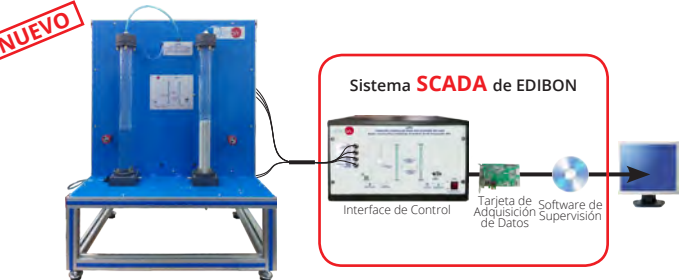 NUEVO
Sistema SCADA de EDIBON
Interface de Control
Tarjeta de
Adquisición
de Datos
Software de
Supervisión